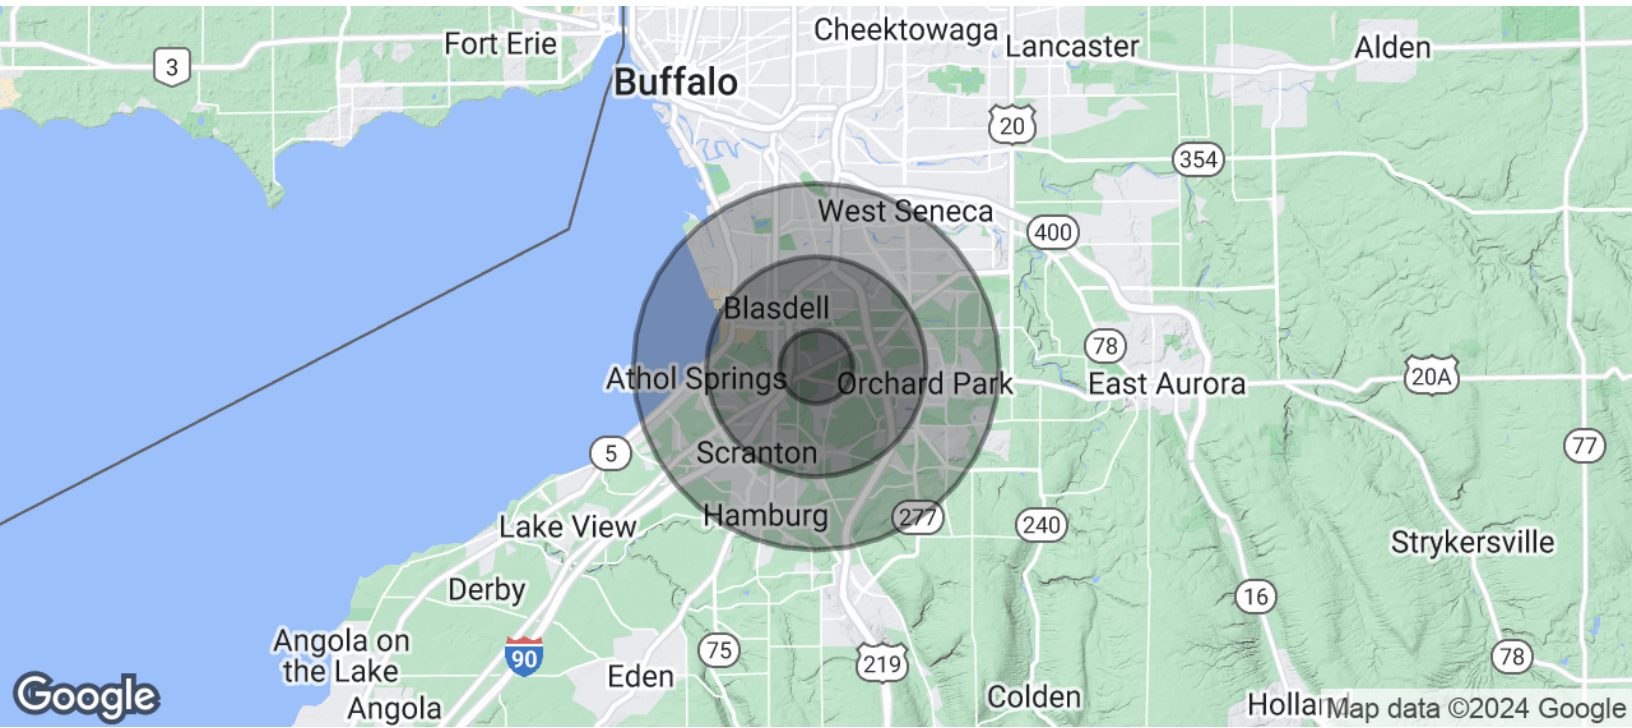 Cheektowaga
Fort Erie
Lancaster
Alden
3
Buffalo
20
354
West Seneca
400
Blasdell
78
Athol Springs
Orchard Park
East Aurora
20A
5
Scranton
77
Hamburg
277
Lake View
240
Strykersville
Derby
16
Angola on
the Lake
90
75
219
78
Eden
Google
Colden
Angola
Map data ©2024 Google